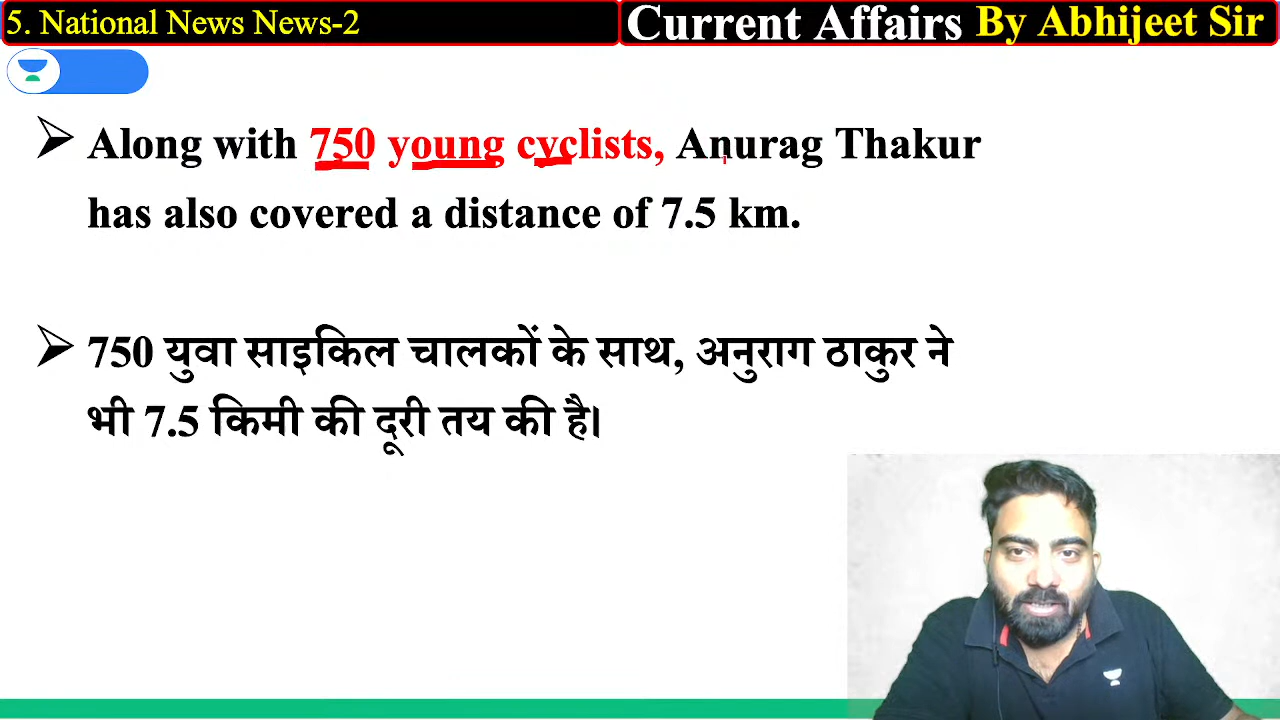 5. National News News-2
Current Affairs By Abhijeet Sir
Along with 750 young cyclists, Anurag Thakur
has also covered a distance of 7.5 km.
750 युवा साइकिल चालकों के साथ, अनुराग ठाकुर ने
भी 7.5 किमी की दूरी तय की है।